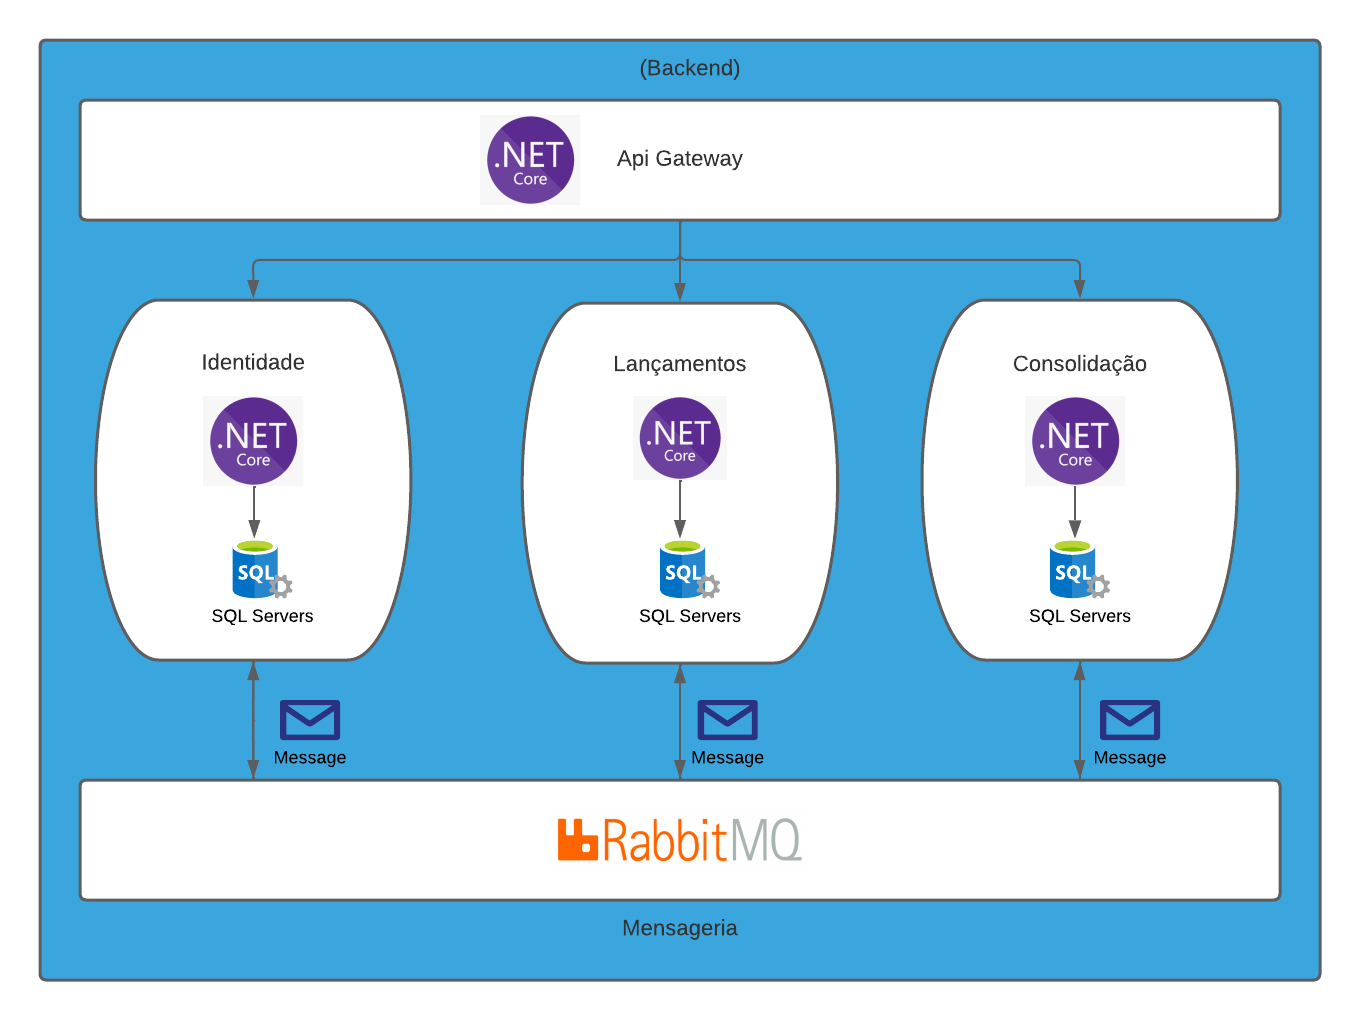 (Backend)
.NET
Core
Api Gateway
Identidade
.NET
Core
SQL
SQL Servers
Lançamentos
.NET
Core
SQL
SQL Servers
Consolidação
.NET
Core
SQL
SQL Servers
Message
Message
Message
RabbitMQ
Mensageria